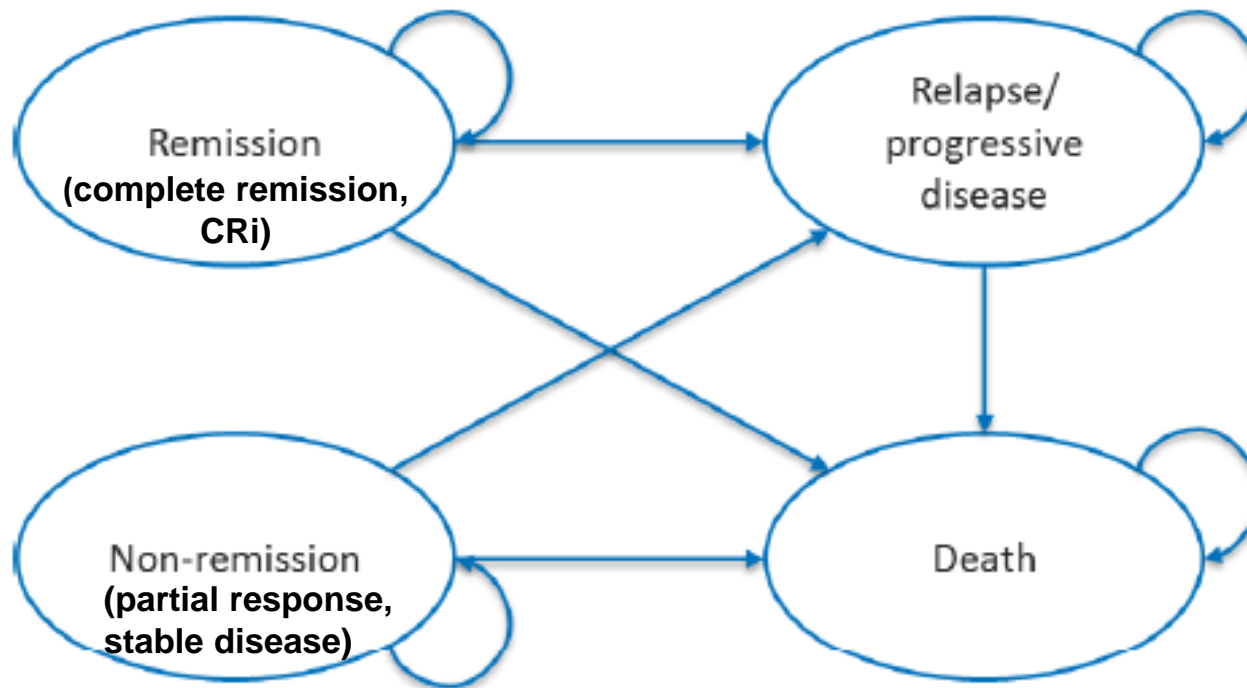 Remission
(complete remission,
CRi)
Relapse/
progressive
disease
Non-remission
(partial response,
stable disease)
Death